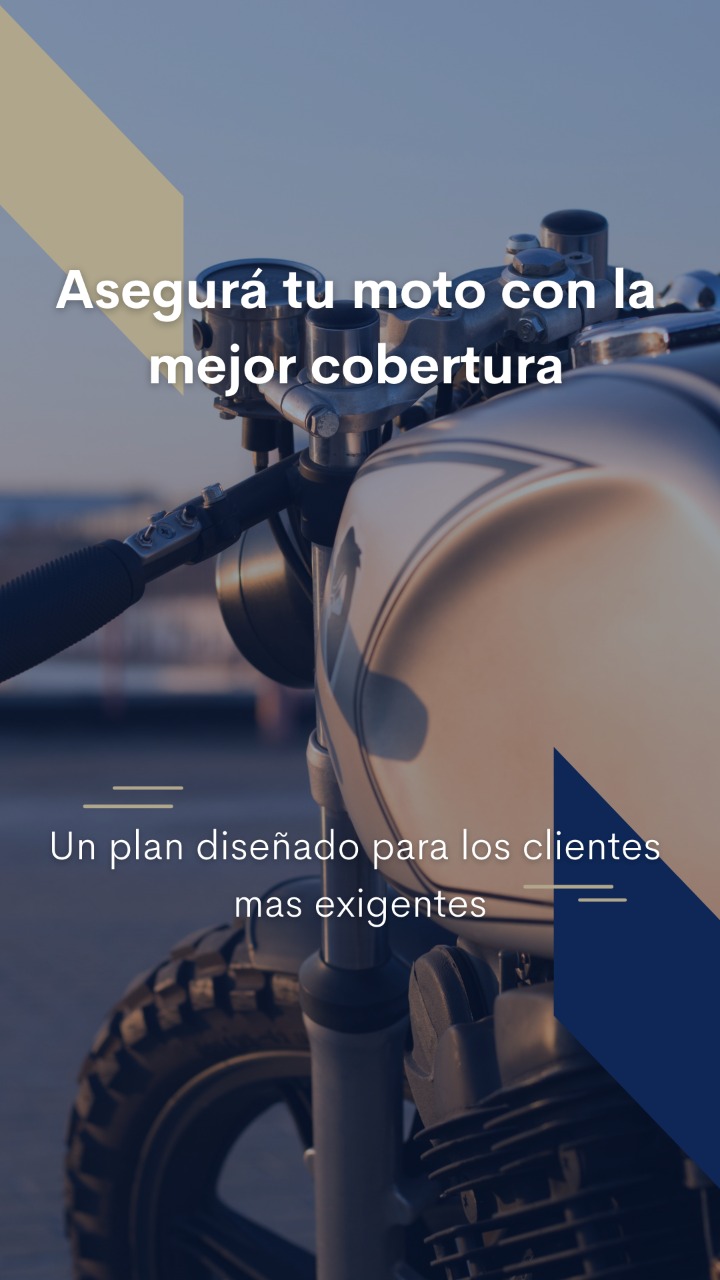 Asegurá tu moto con la
mejor cobertura
Un plan diseñado para los clientes
mas exigentes